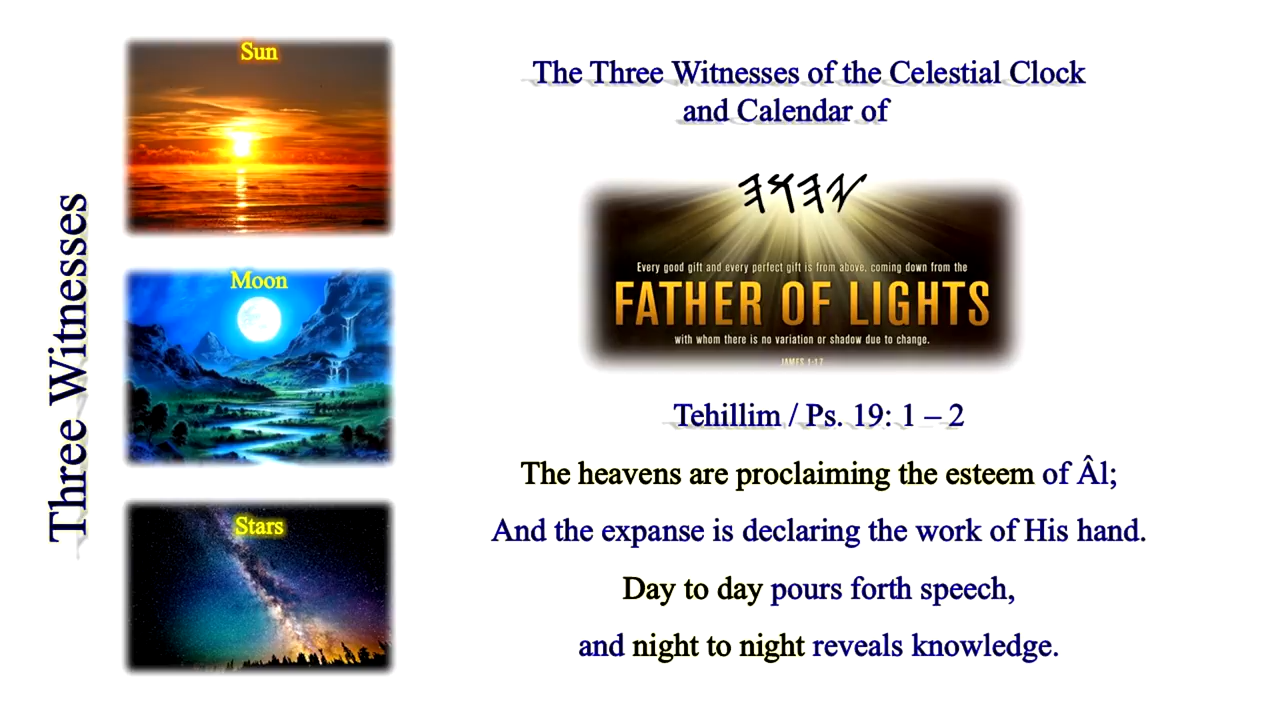 Three Witnesses
Sun
Moon
Stars
The Three Witnesses of the Celestial Clock
and Calendar of
𐤉𐤄𐤅𐤄
Every good gift and every perfect gift is from above, coming down from the
FATHER OF LIGHTS
with whom there is no variation or shadow due to change.
JAMES 1:17
Tehillim / Ps. 19: 1 – 2
The heavens are proclaiming the esteem of Âl;
And the expanse is declaring the work of His hand.
Day to day pours forth speech,
and night to night reveals knowledge.